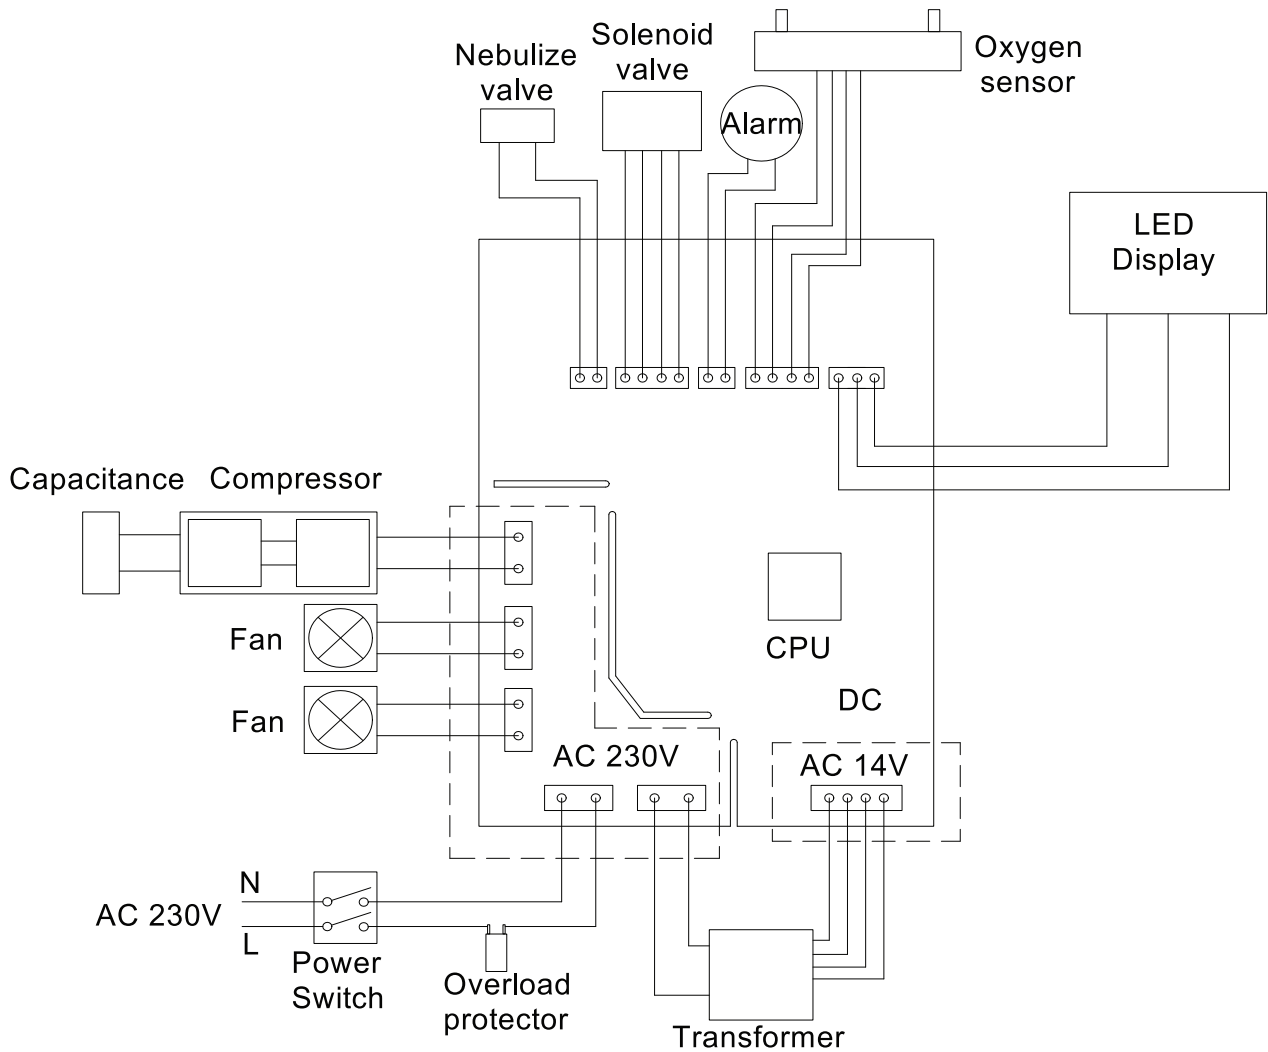 Solenoid
valve
Nebulize
valve
Alarm
Oxygen
sensor
LED
Display
Capacitance
Compressor
Fan
Fan
CPU
DC
AC 230V
AC 14V
N
AC 230V
L
Power
Switch
Overload
protector
Transformer